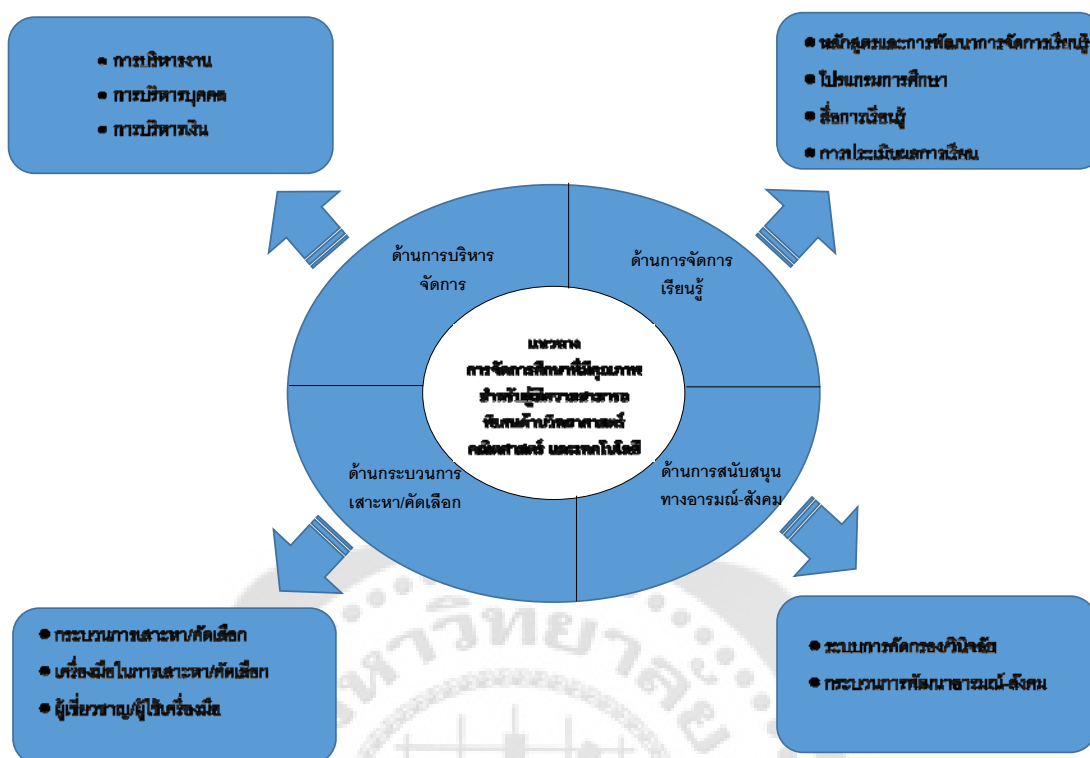 • การบริหารงาน
• การบริหารบุคคล
• การบริหารเงิน
• หลักสูตรและการพัฒนาการจัดการเรียนรู้
• โปรแกรมการศึกษา
• สื่อการเรียนรู้
• การประเมินผลการเรียน
ด้านการบริหาร
จัดการ
ด้านการจัดการ
เรียนรู้
แนวทาง
การจัดการศึกษาที่มีคุณภาพ
สำหรับผู้มีความสามารถ
พิเศษด้านวิทยาศาสตร์
คณิตศาสตร์ และเทคโนโลยี
ด้านกระบวนการ
เสาะหา/คัดเลือก
ด้านการสนับสนุน
ทางอารมณ์-สังคม
• กระบวนการเสาะหา/คัดเลือก
• เครื่องมือในการเสาะหา/คัดเลือก
• ผู้เชี่ยวชาญ/ผู้ใช้เครื่องมือ
• ระบบการคัดกรอง/วินิจฉัย
• กระบวนการพัฒนาอารมณ์-สังคม